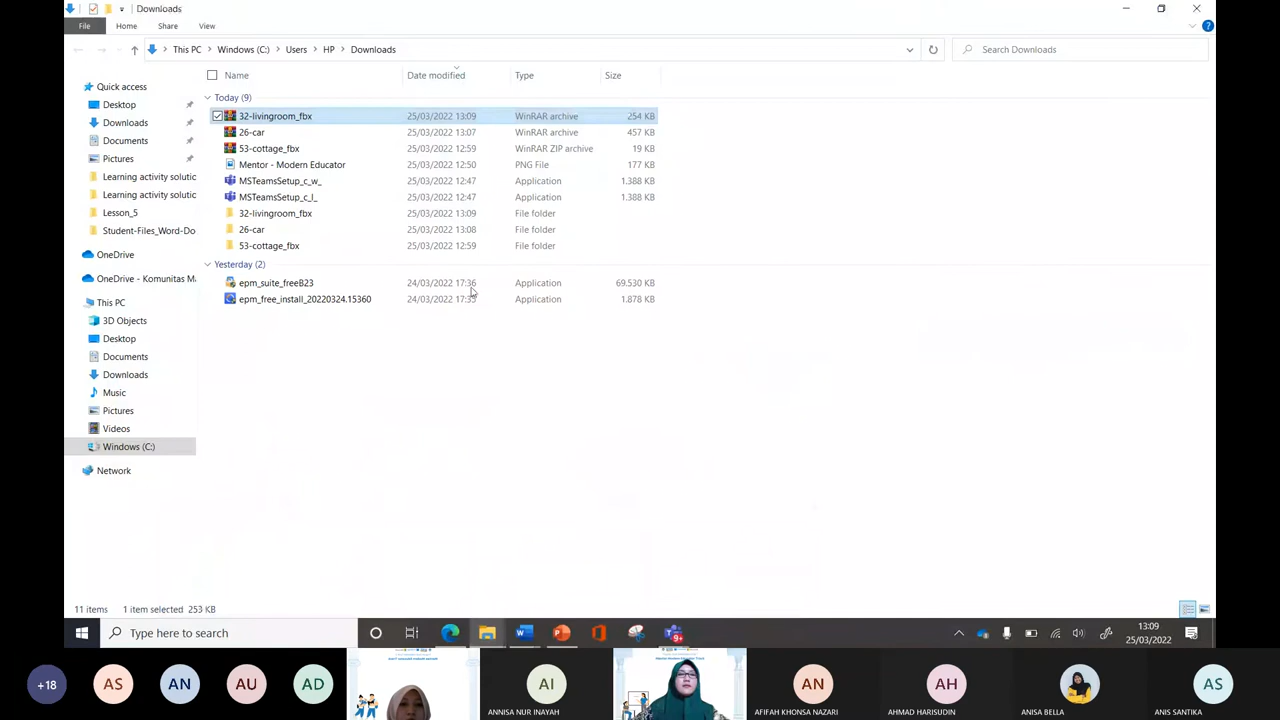 Downloads
File
Home
Share
View
This PC
Windows (C:)
Users
HP
Downloads
Search Downloads
Name
Date modified
Type
Size
Quick access
Desktop
Downloads
Documents
Pictures
Learning activity solutic
Learning activity solutic
Lesson_5
Student-Files_Word-Do
OneDrive
OneDrive - Komunitas M
This PC
3D Objects
Desktop
Documents
Downloads
Music
Pictures
Videos
Windows (C:)
Network
Today (9)
32-livingroom_fbx 25/03/2022 13:09 WinRAR archive 254 KB
26-car 25/03/2022 13:07 WinRAR archive 457 KB
53-cottage_fbx 25/03/2022 12:59 WinRAR ZIP archive 19 KB
Mentor - Modern Educator 25/03/2022 12:50 PNG File 177 KB
MSTeamsSetup_c_w_ 25/03/2022 12:47 Application 1.388 KB
MSTeamsSetup_c_l_ 25/03/2022 12:47 Application 1.388 KB
32-livingroom_fbx 25/03/2022 13:09 File folder
26-car 25/03/2022 13:08 File folder
53-cottage_fbx 25/03/2022 12:59 File folder
Yesterday (2)
epm_suite_freeB23 24/03/2022 17:36 Application 69.530 KB
epm_free_install_20220324.15360 24/03/2022 17:35 Application 1.878 KB
11 items
1 item selected 253 KB
Type here to search
9+
13:09
25/03/2022
+18
AS
AN
AU
AD
AI
ANNISA NUR INAYAH
AN
AFIFAH KHONSA NAZARI
AH
AHMAD HARISUDIN
ANISA BELLA
AS
ANIS SANTIKA